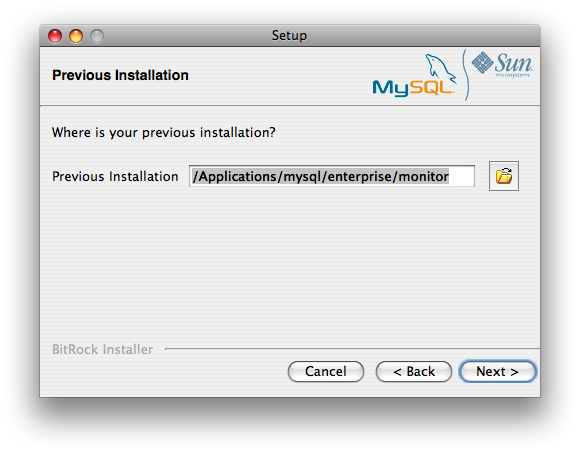 Setup
Previous Installation
MySQL
Sun
microsystems
Where is your previous installation?
Previous Installation /Applications/mysql/enterprise/monitor
BitRock Installer
Cancel < Back Next >